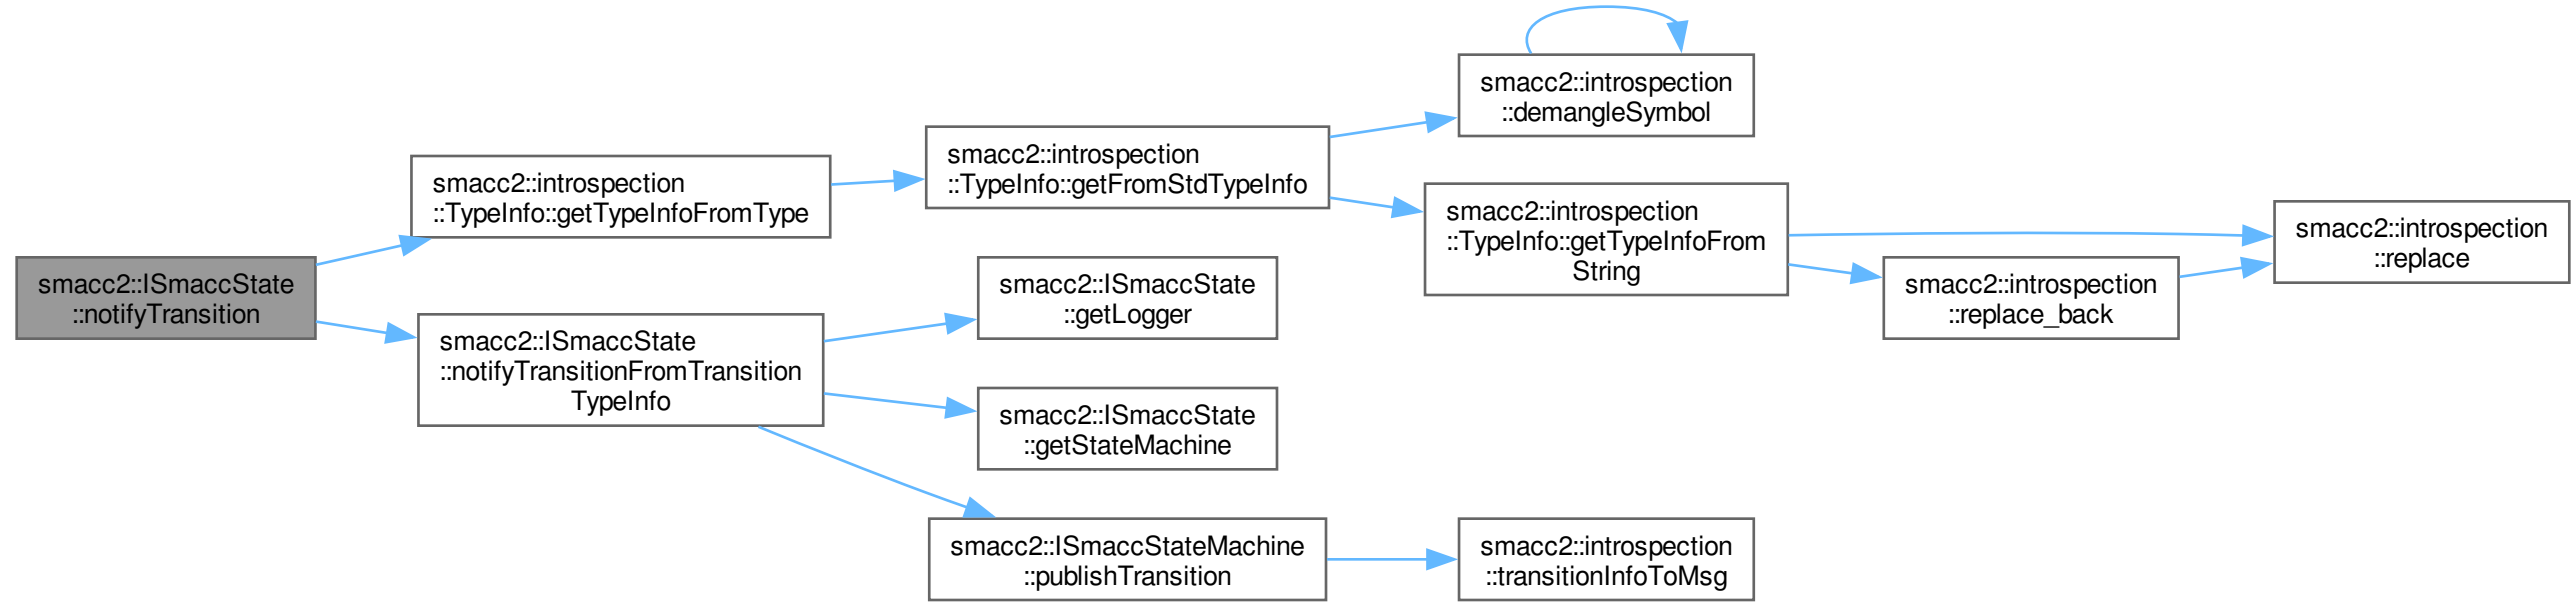 smacc2::ISmaccState
::notifyTransition
smacc2::introspection
::TypeInfo::getTypeInfoFromType
smacc2::ISmaccState
::notifyTransitionFromTransition
TypeInfo
smacc2::introspection
::TypeInfo::getFromStdTypeInfo
smacc2::ISmaccState
::getLogger
smacc2::ISmaccState
::getStateMachine
smacc2::ISmaccStateMachine
::publishTransition
smacc2::introspection
::demangleSymbol
smacc2::introspection
::TypeInfo::getTypeInfoFrom
String
smacc2::introspection
::transitionInfoToMsg
smacc2::introspection
::replace_back
smacc2::introspection
::replace